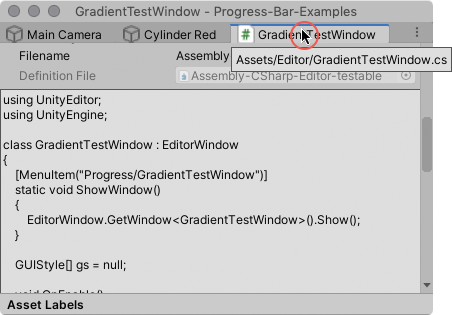 GradientTestWindow - Progress-Bar-Examples
Main Camera
Cylinder Red
# GradientTestWindow
Assets/Editor/GradientTestWindow.cs
Filename
Assembly
Definition File
Assembly-CSharp-Editor-testable
using UnityEditor;
using UnityEngine;
class GradientTestWindow : EditorWindow
{
[MenuItem("Progress/GradientTestWindow")]
static void ShowWindow()
{
EditorWindow.GetWindow<GradientTestWindow>().Show();
}
GUIStyle[] gs = null;
void OnEnable()
Asset Labels